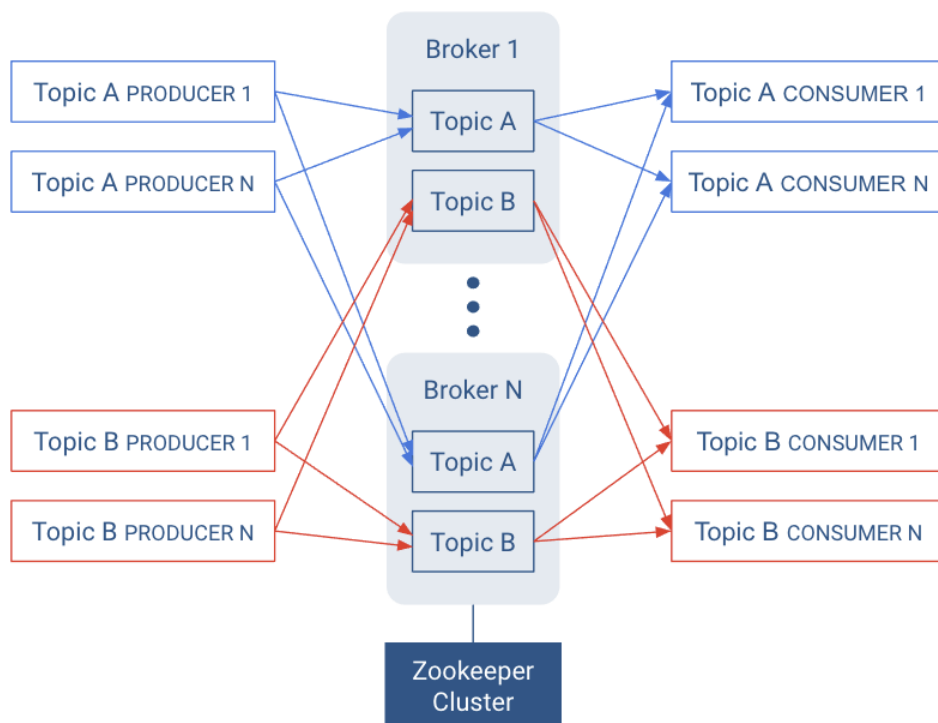 Broker 1
Topic A PRODUCER 1
Topic A
Topic A CONSUMER 1
Topic A PRODUCER N
Topic B
Topic A CONSUMER N
Broker N
Topic B PRODUCER 1
Topic A
Topic B CONSUMER 1
Topic B PRODUCER N
Topic B
Topic B CONSUMER N
Zookeeper
Cluster